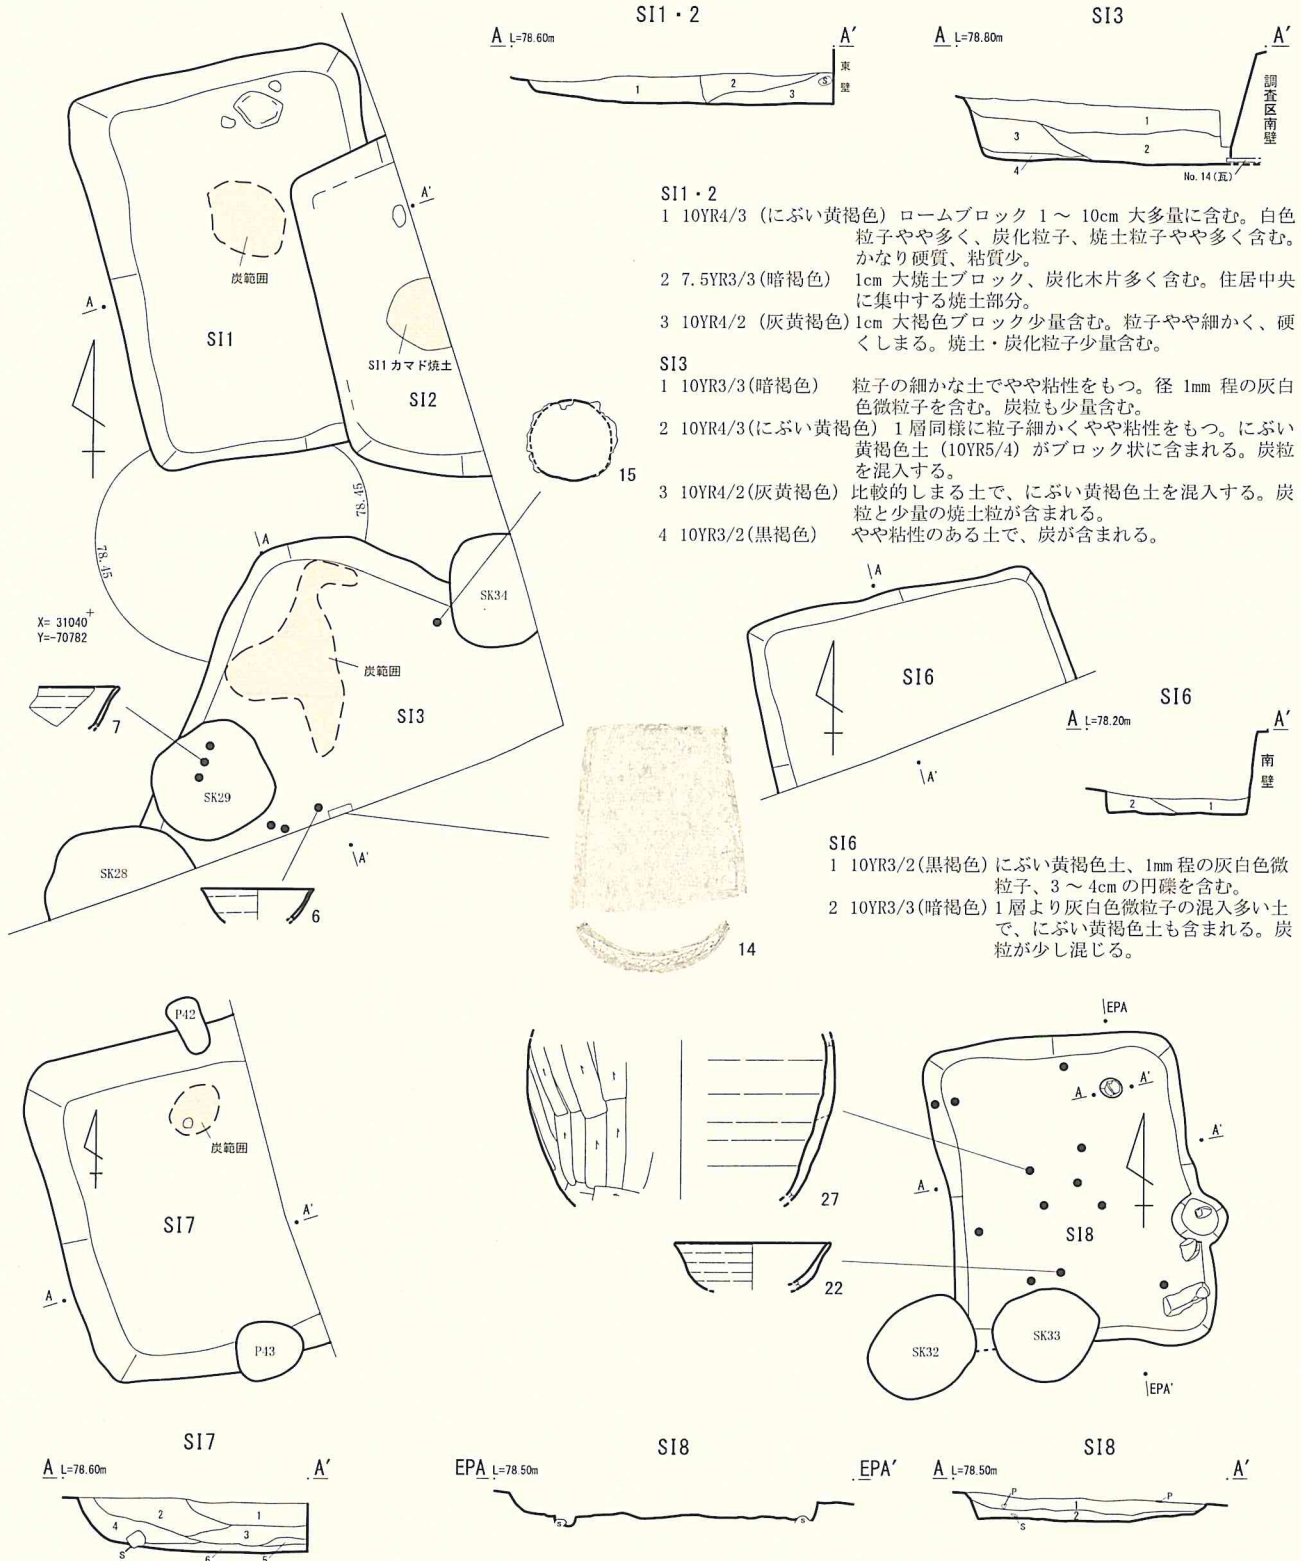 SI1・2
A L=78.60m A′
東壁
1
2
3
S
SI3
A L=78.80m A′
調査区南壁
1
2
3
4
No.14(瓦)
SI1・2
1 10YR4/3 (にぶい黄褐色) ロームブロック 1～10cm 大多量に含む。白色
粒子やや多く、炭化粒子、焼土粒子やや多く含む。
かなり硬質、粘質少。
2 7.5YR3/3(暗褐色) 1cm 大焼土ブロック、炭化木片多く含む。住居中央
に集中する焼土部分。
3 10YR4/2 (灰黄褐色) 1cm 大褐色ブロック少量含む。粒子やや細かく、硬
くしまる。焼土・炭化粒子少量含む。
SI3
1 10YR3/3(暗褐色) 粒子の細かな土でやや粘性をもつ。径 1mm 程の灰白
色微粒子を含む。炭粒も少量含む。
2 10YR4/3(にぶい黄褐色) 1層同様に粒子細かくやや粘性をもつ。にぶい
黄褐色土 (10YR5/4) がブロック状に含まれる。炭粒
を混入する。
3 10YR4/2(灰黄褐色) 比較的しまる土で、にぶい黄褐色土を混入する。炭
粒と少量の焼土粒が含まれる。
4 10YR3/2(黒褐色) やや粘性のある土で、炭が含まれる。
炭範囲
A
A′
SI1
SI1 カマド焼土
SI2
15
78.45
78.45
A
SK34
X= 31040
Y=-70782
炭範囲
SI3
7
SK29
SK28
A′
6
14
A
SI6
A′
SI6
A L=78.20m A′
南壁
2
1
SI6
1 10YR3/2(黒褐色) にぶい黄褐色土、1mm 程の灰白色微
粒子、3～4cm の円礫を含む。
2 10YR3/3(暗褐色) 1層より灰白色微粒子の混入多い土
で、にぶい黄褐色土も含まれる。炭
粒が少し混じる。
P42
炭範囲
A′
SI7
A
P43
27
22
EPA
A
A′
A′
A
SI8
SK32
SK33
EPA′
SI7
A L=78.60m A′
1
2
3
4
5
6
S
SI8
EPA L=78.50m EPA′
S
S
SI8
A L=78.50m A′
P
P
1
2
S